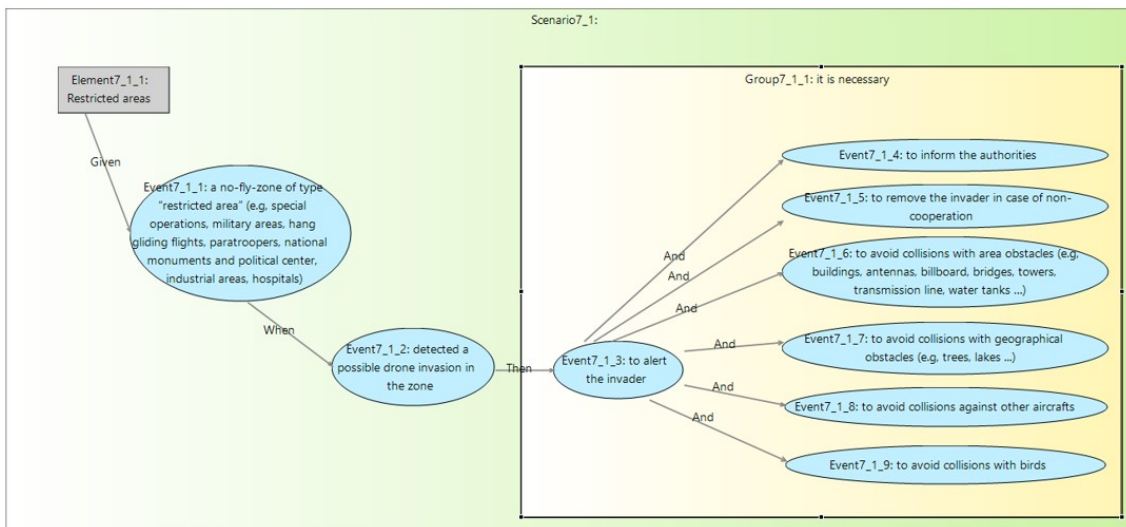 Scenario7_1:
Element7_1_1:
Restricted areas
Group7_1_1: it is necessary
Given
Event7_1_1: a no-fly-zone of type
“restricted area” (e.g, special
operations, military areas, hang
gliding flights, paratroopers, national
monuments and political center,
industrial areas, hospitals)
When
Event7_1_2: detected a
possible drone invasion in
the zone
Then
Event7_1_3: to alert
the invader
And
Event7_1_4: to inform the authorities
And
Event7_1_5: to remove the invader in case of non-
cooperation
And
Event7_1_6: to avoid collisions with area obstacles (e.g,
buildings, antennas, billboard, bridges, towers,
transmission line, water tanks ...)
And
Event7_1_7: to avoid collisions with geographical
obstacles (e.g, trees, lakes ...)
And
Event7_1_8: to avoid collisions against other aircrafts
And
Event7_1_9: to avoid collisions with birds